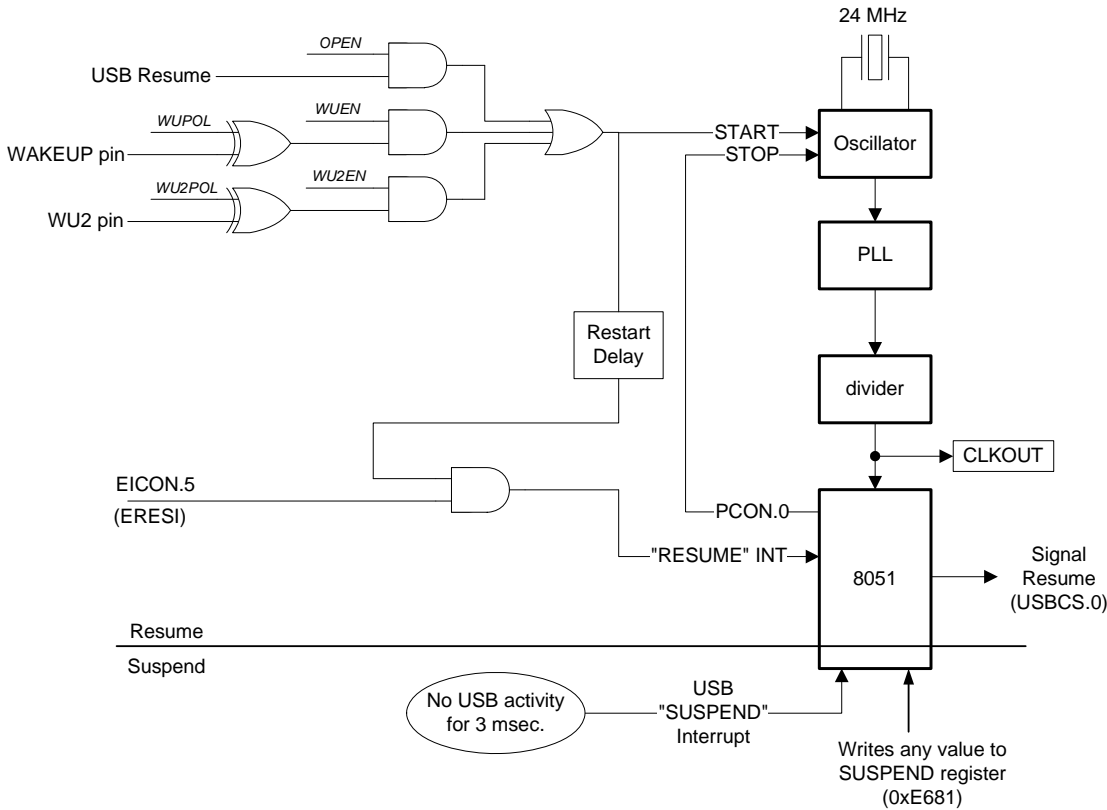 24 MHz
OPEN
USB Resume
WUEN
WUPOL
WAKEUP pin
START
STOP
Oscillator
WU2EN
WU2POL
WU2 pin
PLL
Restart
Delay
divider
CLKOUT
EICON.5
(ERESI)
PCON.0
"RESUME" INT
8051
Signal
Resume
(USBCS.0)
Resume
Suspend
No USB activity
for 3 msec.
USB
"SUSPEND"
Interrupt
Writes any value to
SUSPEND register
(0xE681)